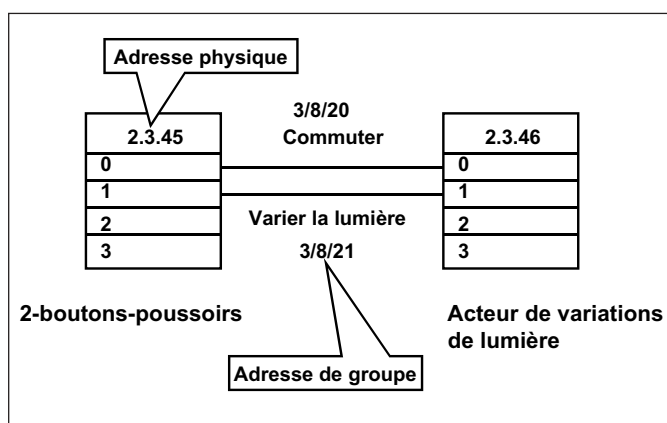 Adresse physique
3/8/20
Commuter
2.3.45
2.3.46
0
0
1
1
2
Varier la lumière
2
3
3/8/21
3
2-boutons-poussoirs
Acteur de variations
de lumière
Adresse de groupe